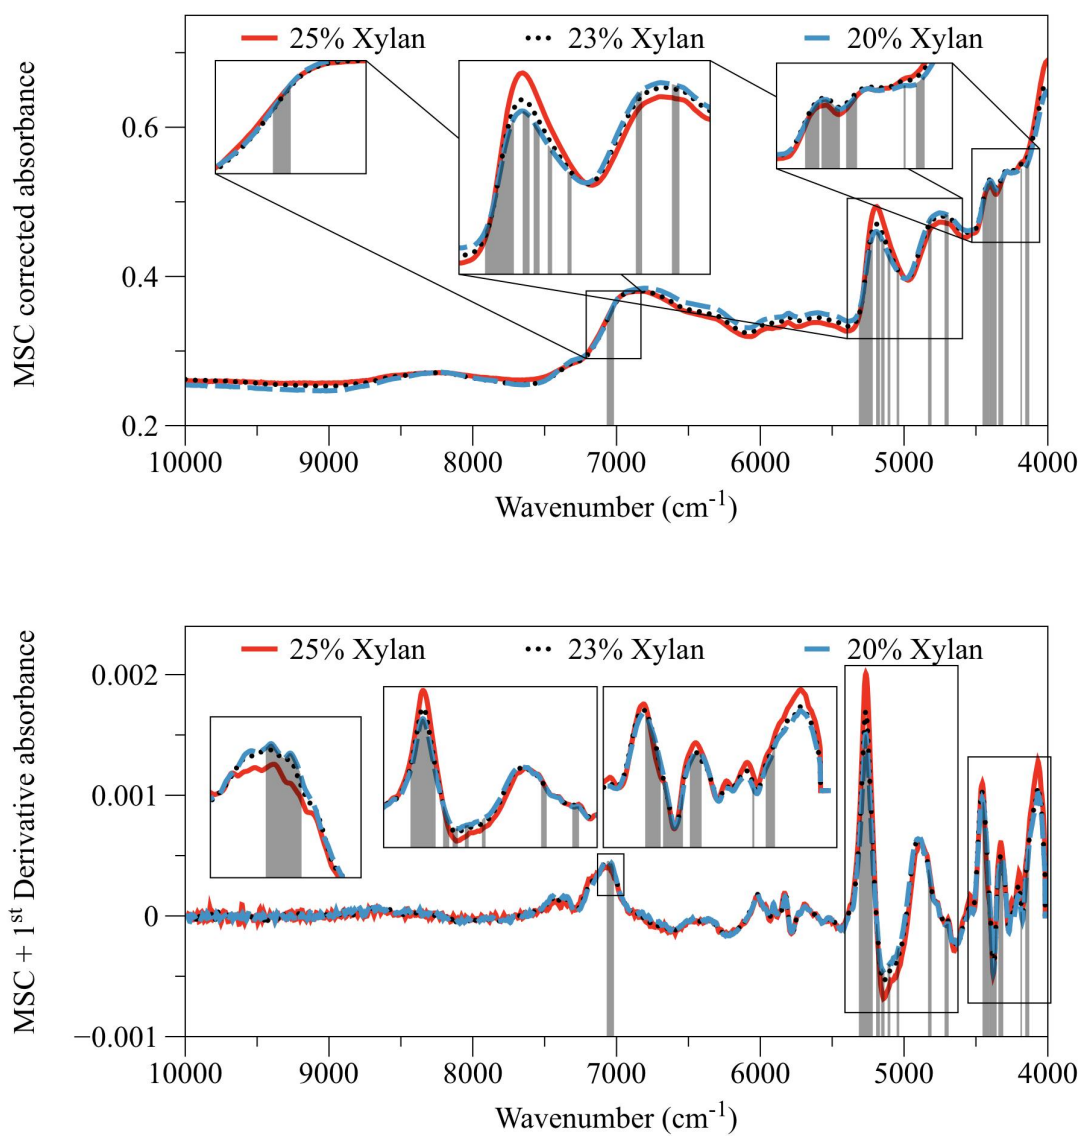 25% Xylan 23% Xylan 20% Xylan
MSC corrected absorbance
0.6
0.4
0.2
10000 9000 8000 7000 6000 5000 4000
Wavenumber (cm⁻¹)
25% Xylan 23% Xylan 20% Xylan
MSC + 1ˢᵗ Derivative absorbance
0.002
0.001
0
−0.001
10000 9000 8000 7000 6000 5000 4000
Wavenumber (cm⁻¹)